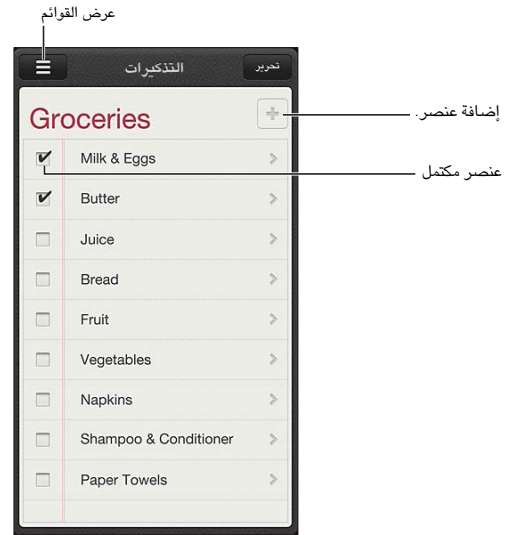 عرض القوائم
التذكيرات
تحرير
Groceries
إضافة عنصر.
Milk & Eggs
عنصر مكتمل
Butter
Juice
Bread
Fruit
Vegetables
Napkins
Shampoo & Conditioner
Paper Towels